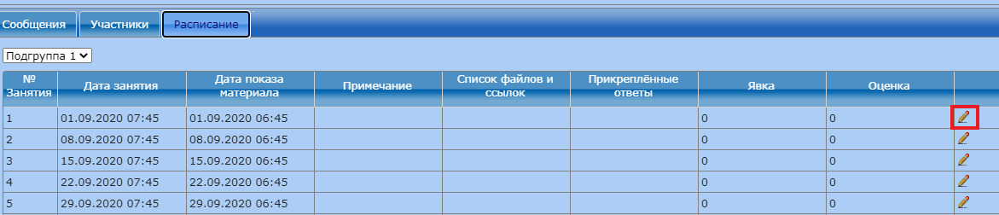 Сообщения Участники Расписание
Подгруппа 1
№ Занятия Дата занятия Дата показа материала Примечание Список файлов и ссылок Прикреплённые ответы Явка Оценка
1 01.09.2020 07:45 01.09.2020 06:45 0 0
2 08.09.2020 07:45 08.09.2020 06:45 0 0
3 15.09.2020 07:45 15.09.2020 06:45 0 0
4 22.09.2020 07:45 22.09.2020 06:45 0 0
5 29.09.2020 07:45 29.09.2020 06:45 0 0